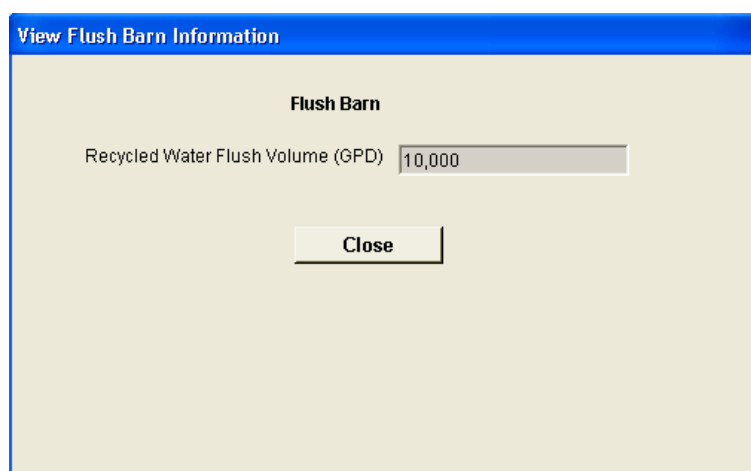 View Flush Barn Information
Flush Barn
Recycled Water Flush Volume (GPD) 10,000
Close